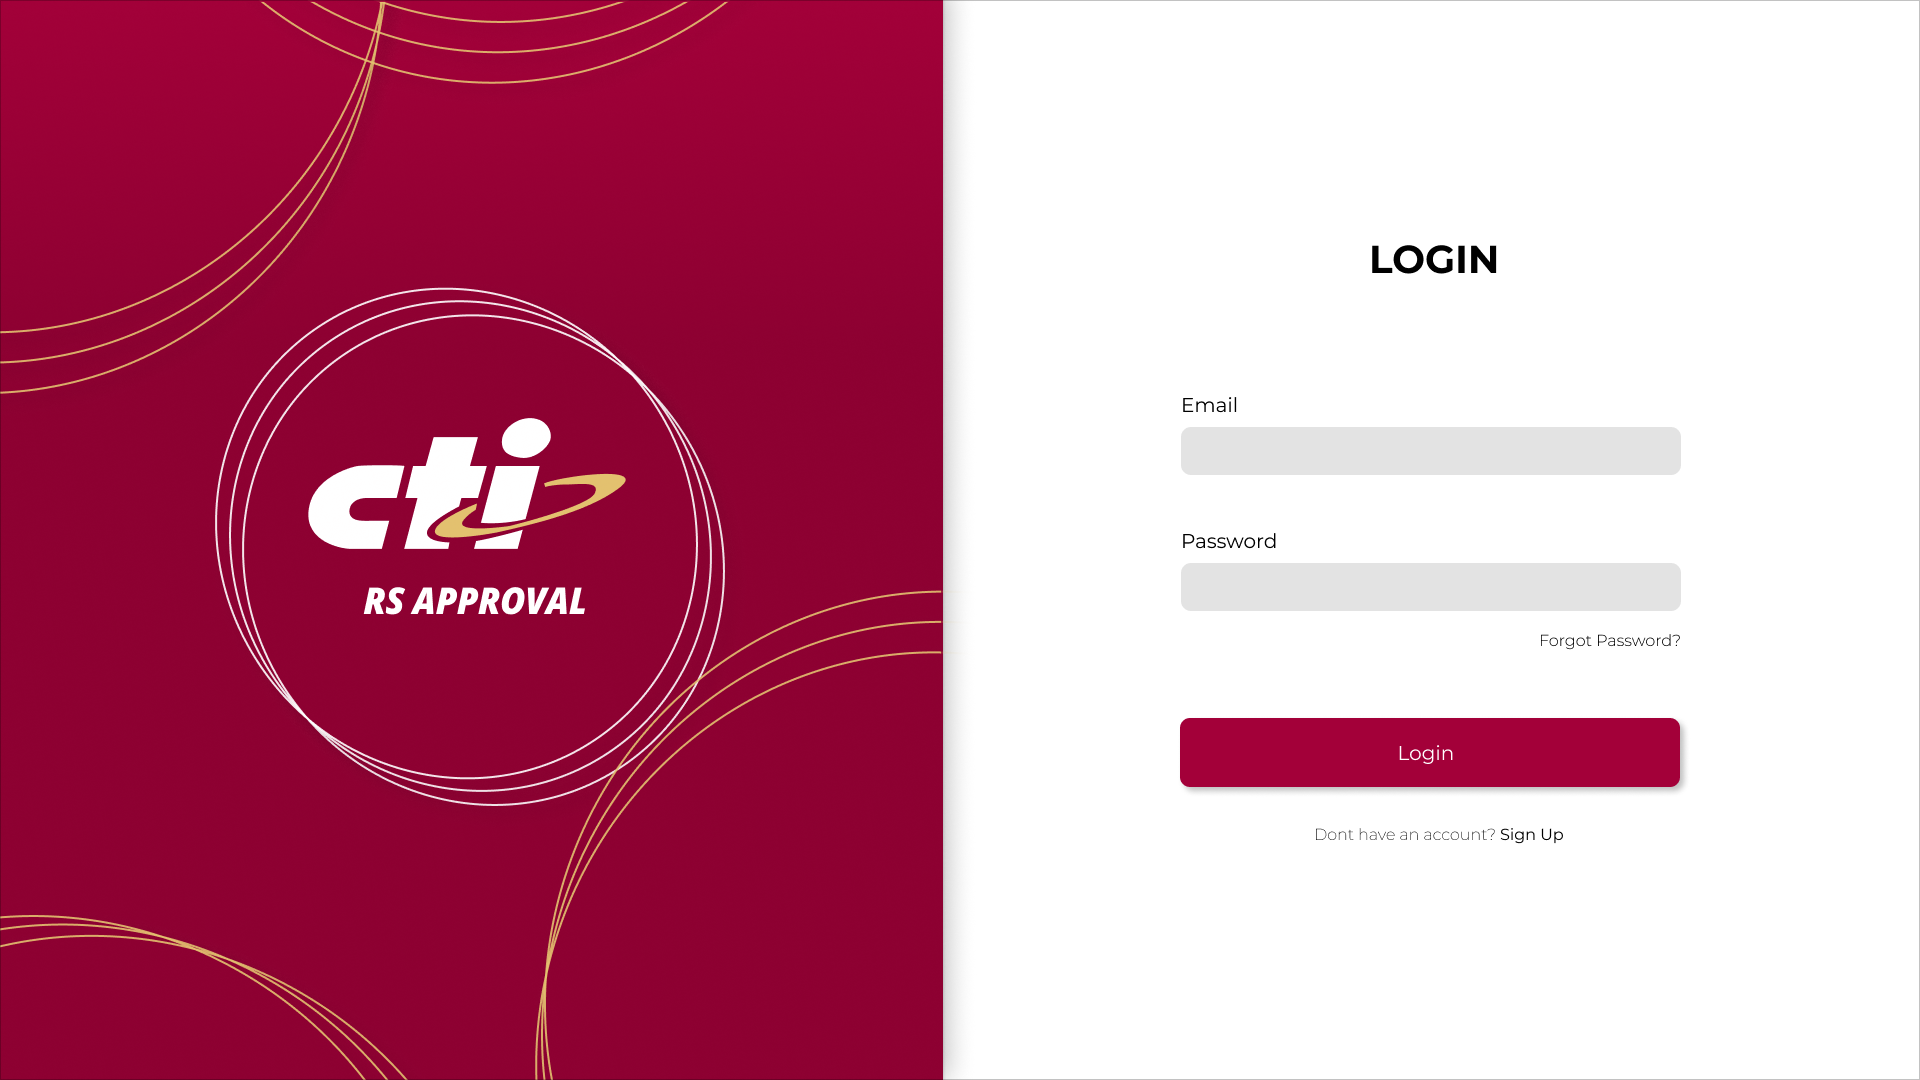 cti
RS APPROVAL
LOGIN
Email
Password
Forgot Password?
Login
Dont have an account? Sign Up